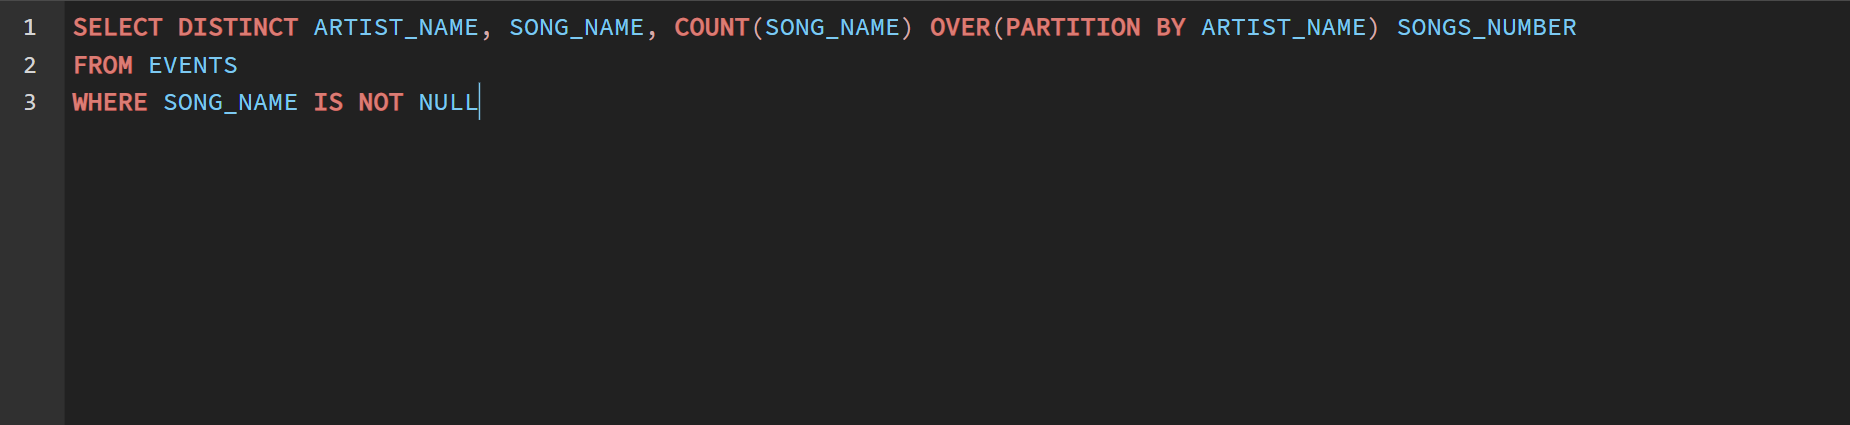 1 SELECT DISTINCT ARTIST_NAME, SONG_NAME, COUNT(SONG_NAME) OVER(PARTITION BY ARTIST_NAME) SONGS_NUMBER
2 FROM EVENTS
3 WHERE SONG_NAME IS NOT NULL